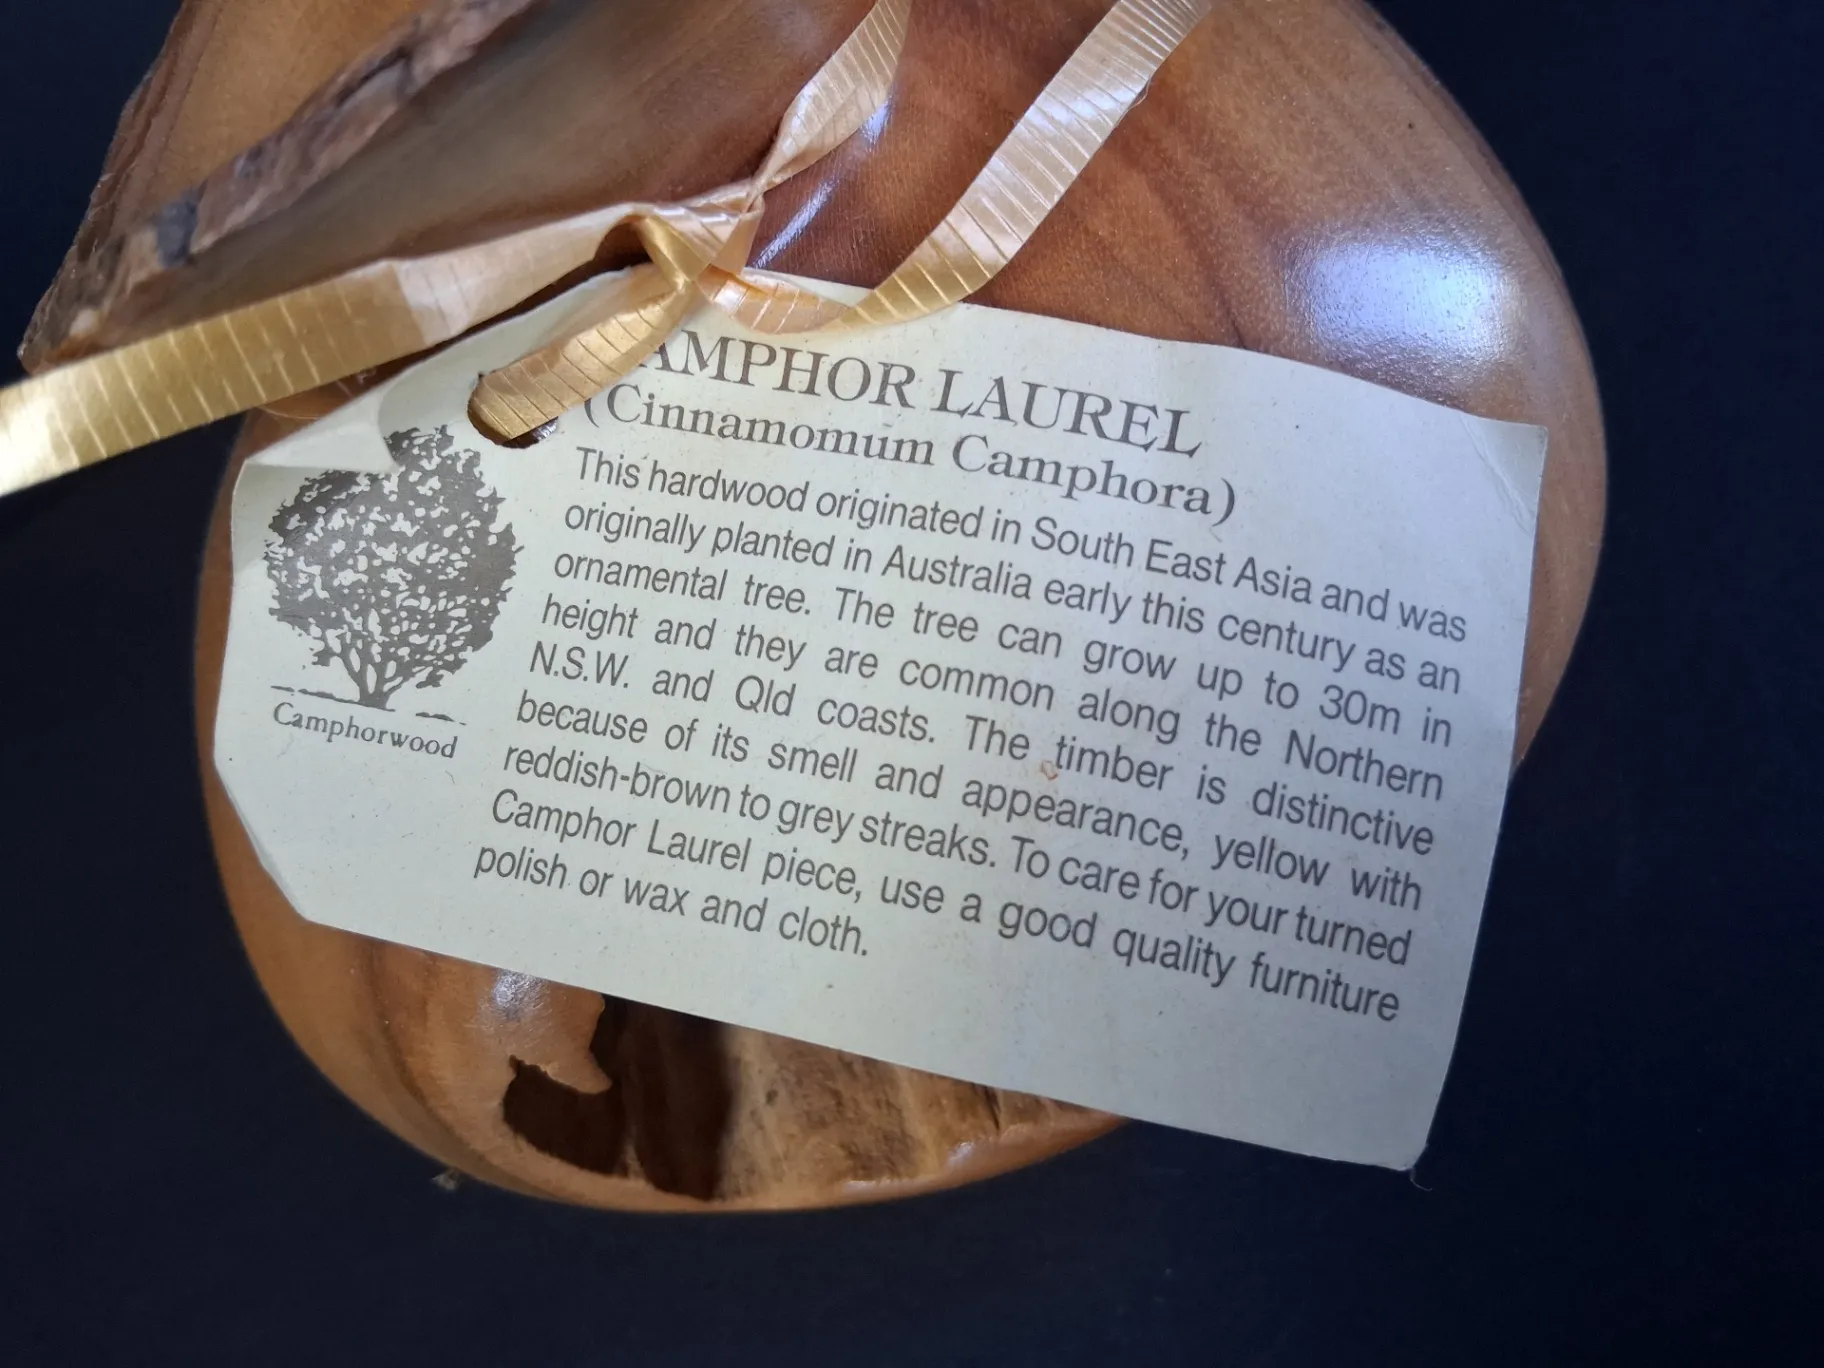 AMPHOR LAUREL
(Cinnamomum Camphora)
This hardwood originated in South East Asia and was
originally planted in Australia early this century as an
ornamental tree. The tree can grow up to 30m in
height and they are common along the Northern
N.S.W. and Qld coasts. The timber is distinctive
because of its smell and appearance, yellow with
reddish-brown to grey streaks. To care for your turned
Camphor Laurel piece, use a good quality furniture
polish or wax and cloth.
Camphorwood